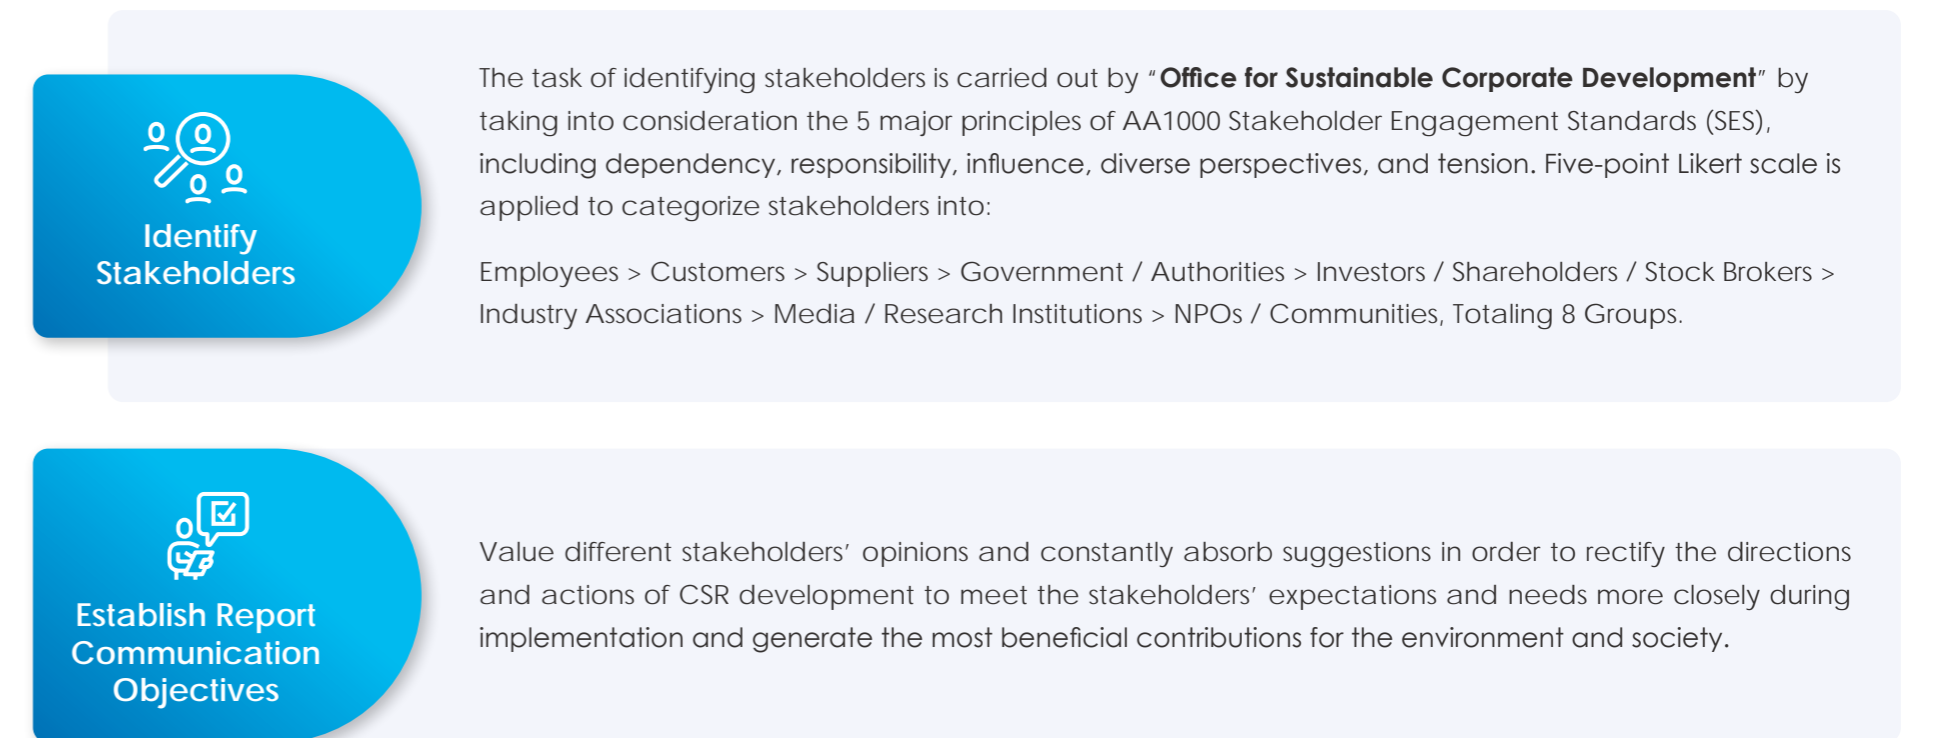 Identify
Stakeholders
The task of identifying stakeholders is carried out by “Office for Sustainable Corporate Development” by
taking into consideration the 5 major principles of AA1000 Stakeholder Engagement Standards (SES),
including dependency, responsibility, influence, diverse perspectives, and tension. Five-point Likert scale is
applied to categorize stakeholders into:
Employees > Customers > Suppliers > Government / Authorities > Investors / Shareholders / Stock Brokers >
Industry Associations > Media / Research Institutions > NPOs / Communities, Totaling 8 Groups.
Establish Report
Communication
Objectives
Value different stakeholders’ opinions and constantly absorb suggestions in order to rectify the directions
and actions of CSR development to meet the stakeholders’ expectations and needs more closely during
implementation and generate the most beneficial contributions for the environment and society.